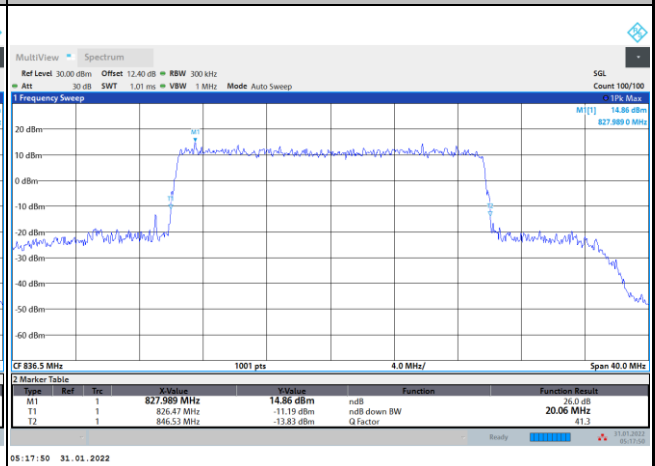 MultiView Spectrum
Ref Level 30.00 dBm Offset 12.40 dB RBW 300 kHz SGL
Att 30 dB SWT 1.01 ms VBW 1 MHz Mode Auto Sweep Count 100/100
1 Frequency Sweep 1Pk Max
M1[1] 14.86 dBm
827.989 0 MHz
M1
20 dBm
10 dBm
0 dBm
-10 dBm
-20 dBm
-30 dBm
-40 dBm
-50 dBm
-60 dBm
CF 836.5 MHz 1001 pts 4.0 MHz/ Span 40.0 MHz
2 Marker Table
Type Ref Trc X-Value Y-Value Function Function Result
M1 1 827.989 MHz 14.86 dBm ndB 26.0 dB
T1 1 826.47 MHz -11.19 dBm ndB down BW 20.06 MHz
T2 1 846.53 MHz -13.83 dBm Q Factor 41.3
Ready 31.01.2022
05:17:50
05:17:50 31.01.2022